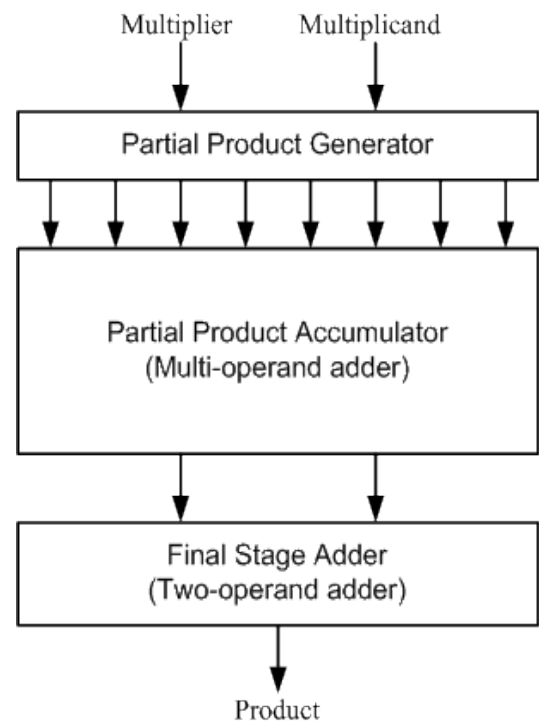 Multiplier Multiplicand
Partial Product Generator
Partial Product Accumulator
(Multi-operand adder)
Final Stage Adder
(Two-operand adder)
Product